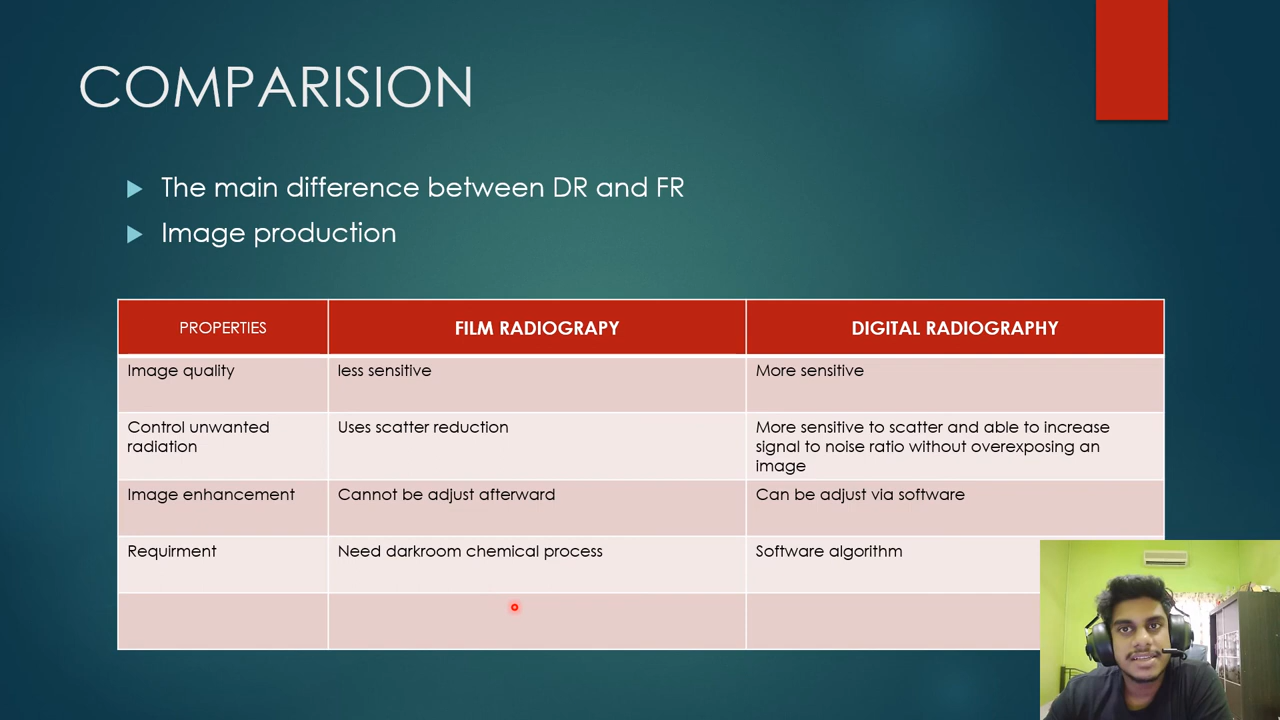 COMPARISION
The main difference between DR and FR
Image production
PROPERTIES
FILM RADIOGRAPY
DIGITAL RADIOGRAPHY
Image quality
less sensitive
More sensitive
Control unwanted
radiation
Uses scatter reduction
More sensitive to scatter and able to increase
signal to noise ratio without overexposing an
image
Image enhancement
Cannot be adjust afterward
Can be adjust via software
Requirment
Need darkroom chemical process
Software algorithm